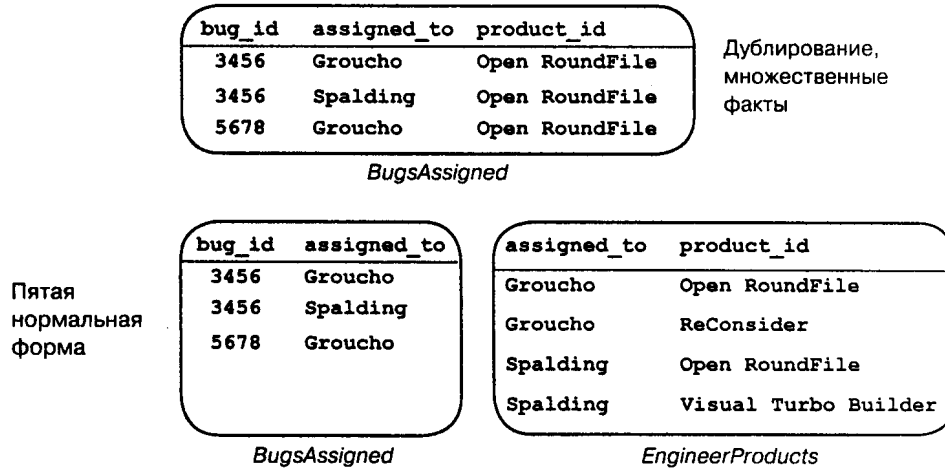 bug_id assigned_to product_id
3456 Groucho Open RoundFile
3456 Spalding Open RoundFile
5678 Groucho Open RoundFile
Дублирование,
множественные
факты
BugsAssigned
Пятая
нормальная
форма
bug_id assigned_to
3456 Groucho
3456 Spalding
5678 Groucho
BugsAssigned
assigned_to product_id
Groucho Open RoundFile
Groucho ReConsider
Spalding Open RoundFile
Spalding Visual Turbo Builder
EngineerProducts